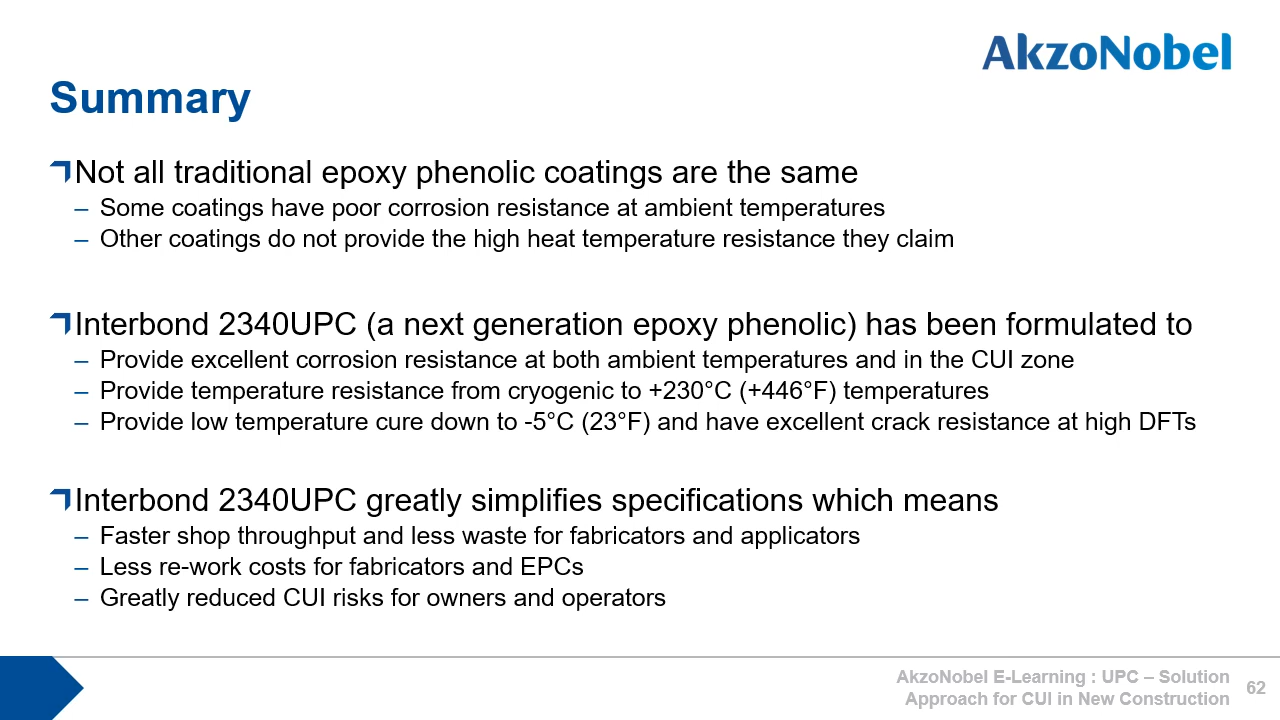 AkzoNobel
Summary
Not all traditional epoxy phenolic coatings are the same
– Some coatings have poor corrosion resistance at ambient temperatures
– Other coatings do not provide the high heat temperature resistance they claim
Interbond 2340UPC (a next generation epoxy phenolic) has been formulated to
– Provide excellent corrosion resistance at both ambient temperatures and in the CUI zone
– Provide temperature resistance from cryogenic to +230°C (+446°F) temperatures
– Provide low temperature cure down to -5°C (23°F) and have excellent crack resistance at high DFTs
Interbond 2340UPC greatly simplifies specifications which means
– Faster shop throughput and less waste for fabricators and applicators
– Less re-work costs for fabricators and EPCs
– Greatly reduced CUI risks for owners and operators
AkzoNobel E-Learning : UPC – Solution
Approach for CUI in New Construction
62